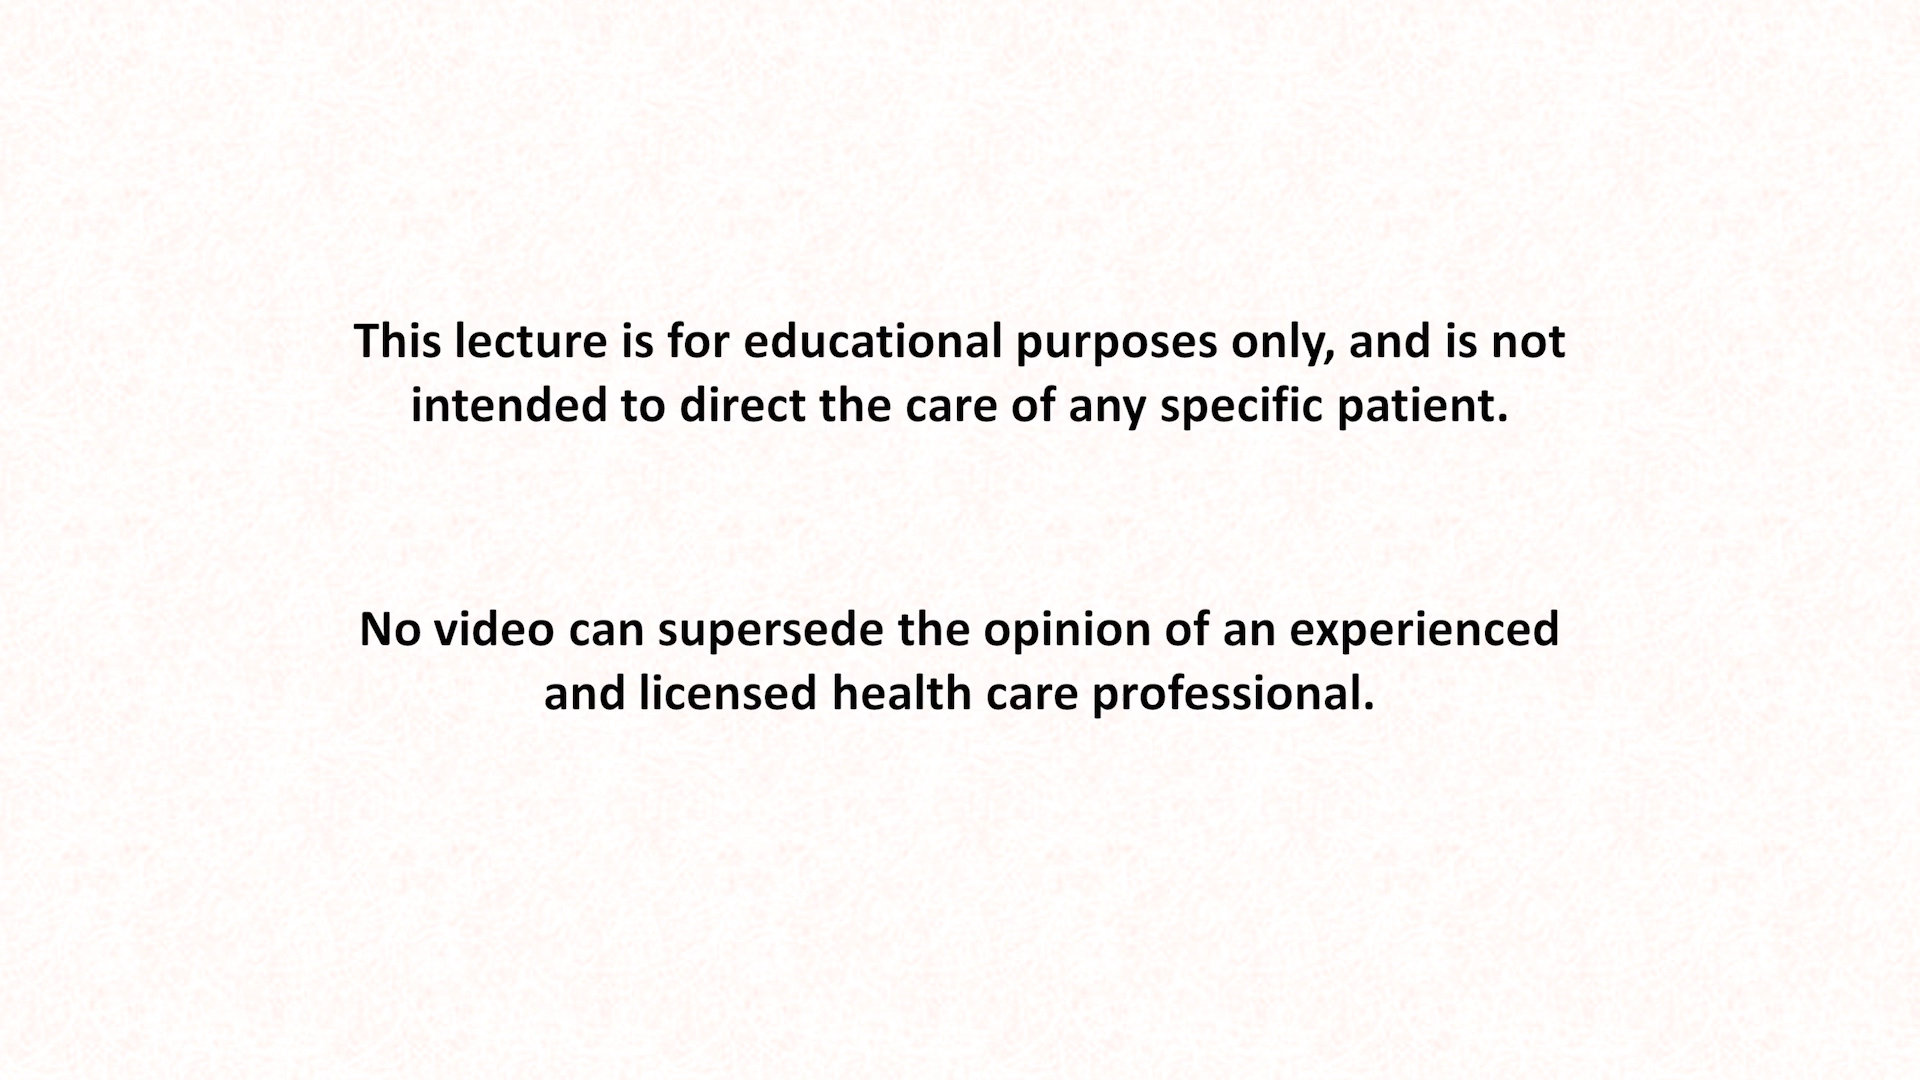 This lecture is for educational purposes only, and is not
intended to direct the care of any specific patient.
No video can supersede the opinion of an experienced
and licensed health care professional.